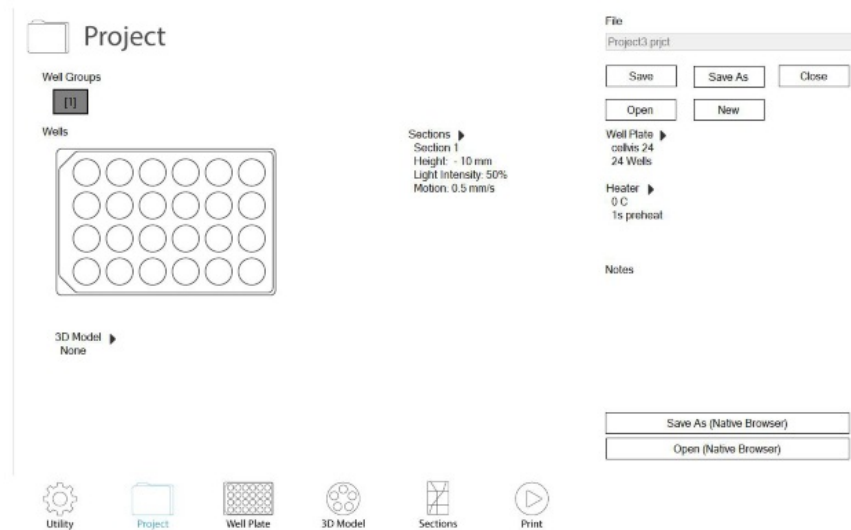 Project
Well Groups
[1]
Wells
3D Model
None
Sections
Section 1
Height: - 10 mm
Light Intensity: 50%
Motion: 0.5 mm/s
File
Project3.prjct
Save
Save As
Close
Open
New
Well Plate
cellvis 24
24 Wells
Heater
0 C
1s preheat
Notes
Save As (Native Browser)
Open (Native Browser)
Utility
Project
Well Plate
3D Model
Sections
Print